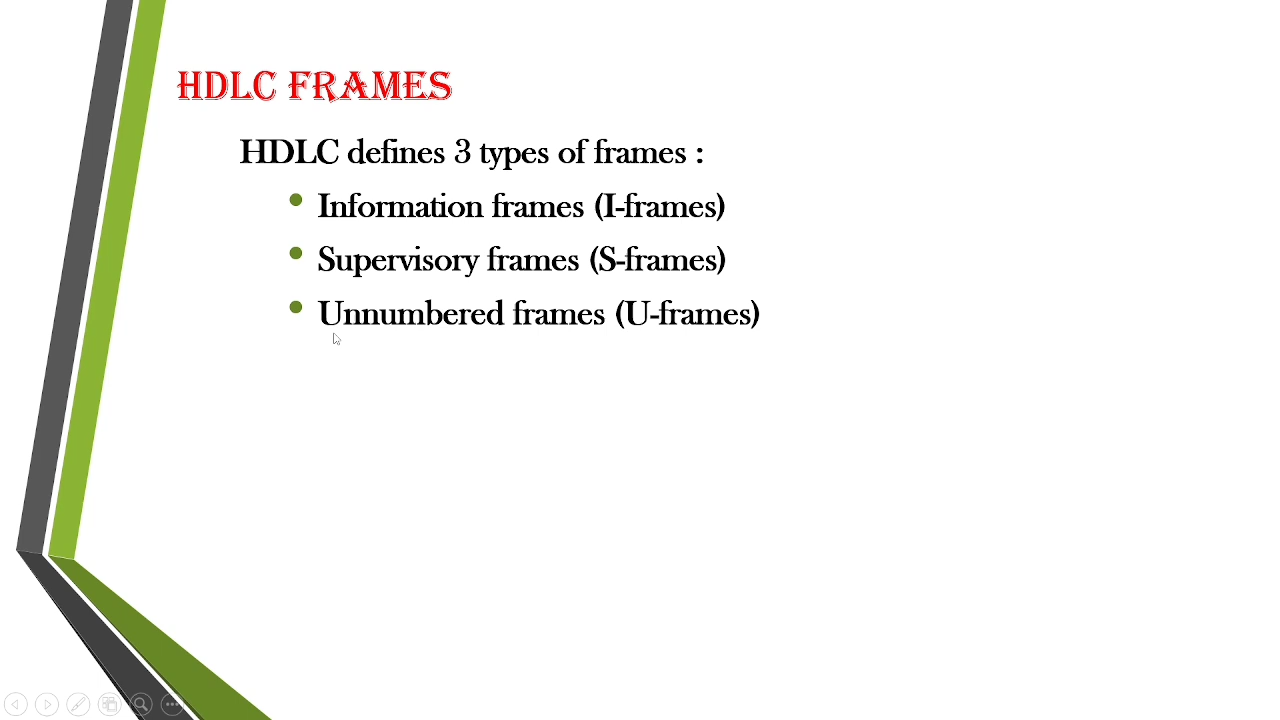 HDLC FRAMES
HDLC defines 3 types of frames :
Information frames (I-frames)
Supervisory frames (S-frames)
Unnumbered frames (U-frames)